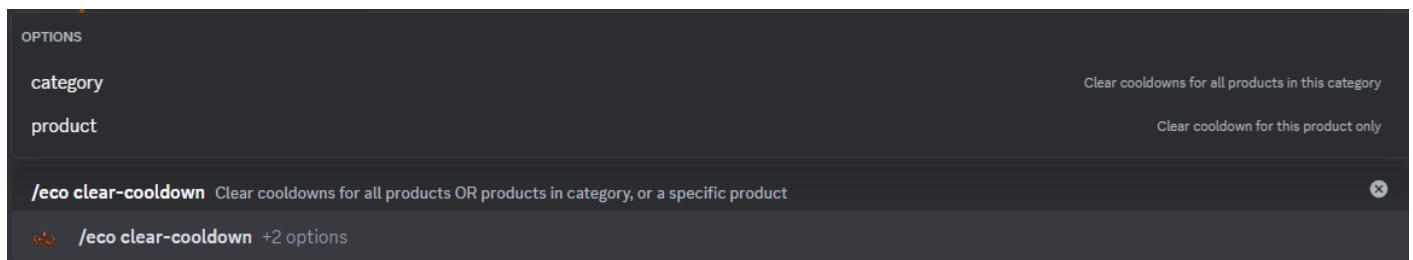 OPTIONS
category Clear cooldowns for all products in this category
product Clear cooldown for this product only
/eco clear-cooldown Clear cooldowns for all products OR products in category, or a specific product
/eco clear-cooldown +2 options